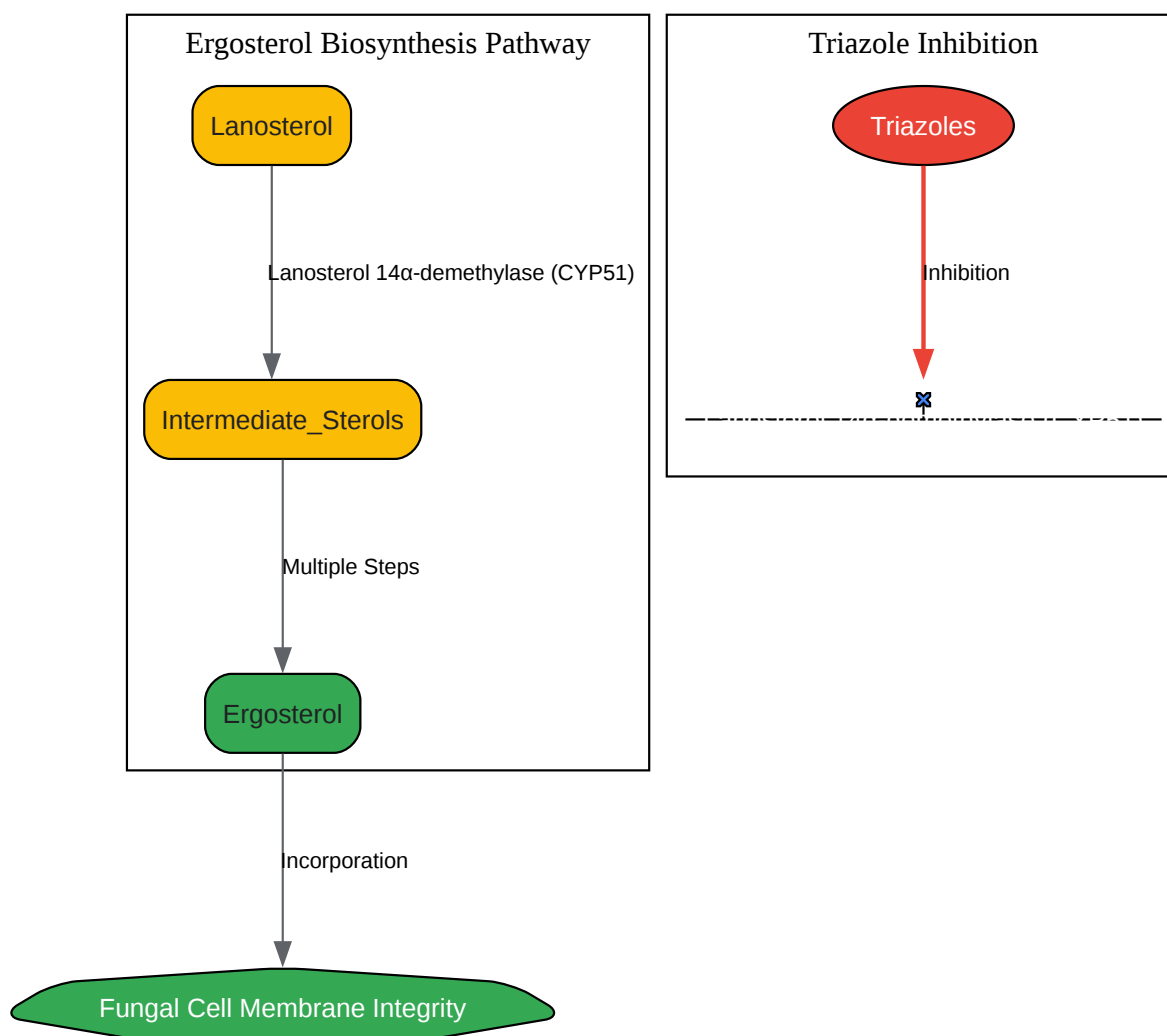 Ergosterol Biosynthesis Pathway
Lanosterol
Lanosterol 14α-demethylase (CYP51)
Intermediate_Sterols
Multiple Steps
Ergosterol
Incorporation
Fungal Cell Membrane Integrity
Triazole Inhibition
Triazoles
Inhibition